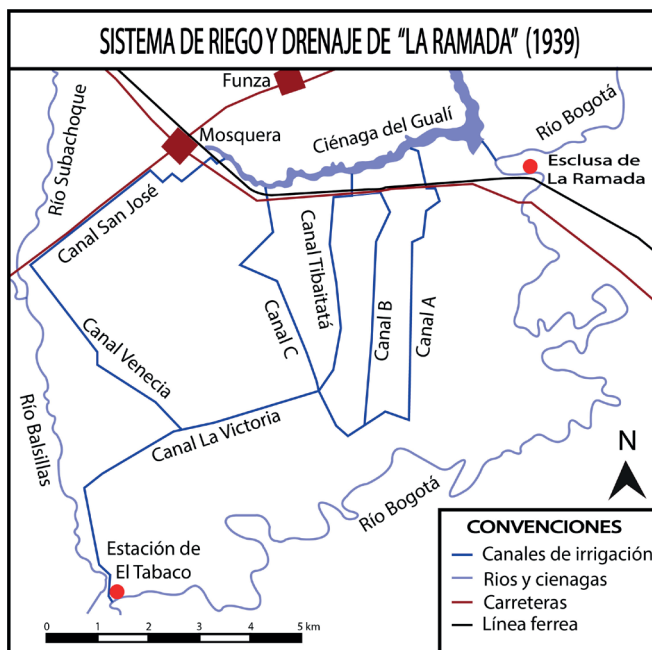 SISTEMA DE RIEGO Y DRENAJE DE “LA RAMADA” (1939)
Funza
Mosquera
Ciénaga del Gualí
Río Bogotá
Río Subachoque
Esclusa de
La Ramada
Canal San José
Canal Tibaitatá
Canal C
Canal B
Canal A
Canal Venecia
Canal La Victoria
Río Balsillas
Río Bogotá
N
Estación de
El Tabaco
0 1 2 3 4 5 km
CONVENCIONES
Canales de irrigación
Rios y cienagas
Carreteras
Línea ferrea